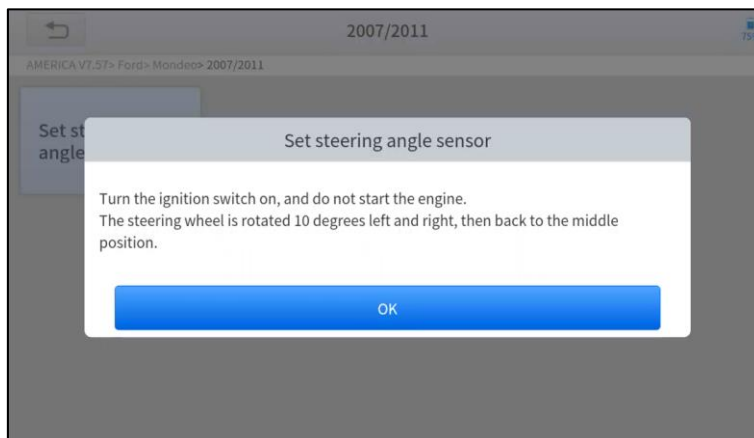 2007/2011
75%
AMERICA V7.57> Ford> Mondeo> 2007/2011
Set st
angle
Set steering angle sensor
Turn the ignition switch on, and do not start the engine.
The steering wheel is rotated 10 degrees left and right, then back to the middle
position.
OK